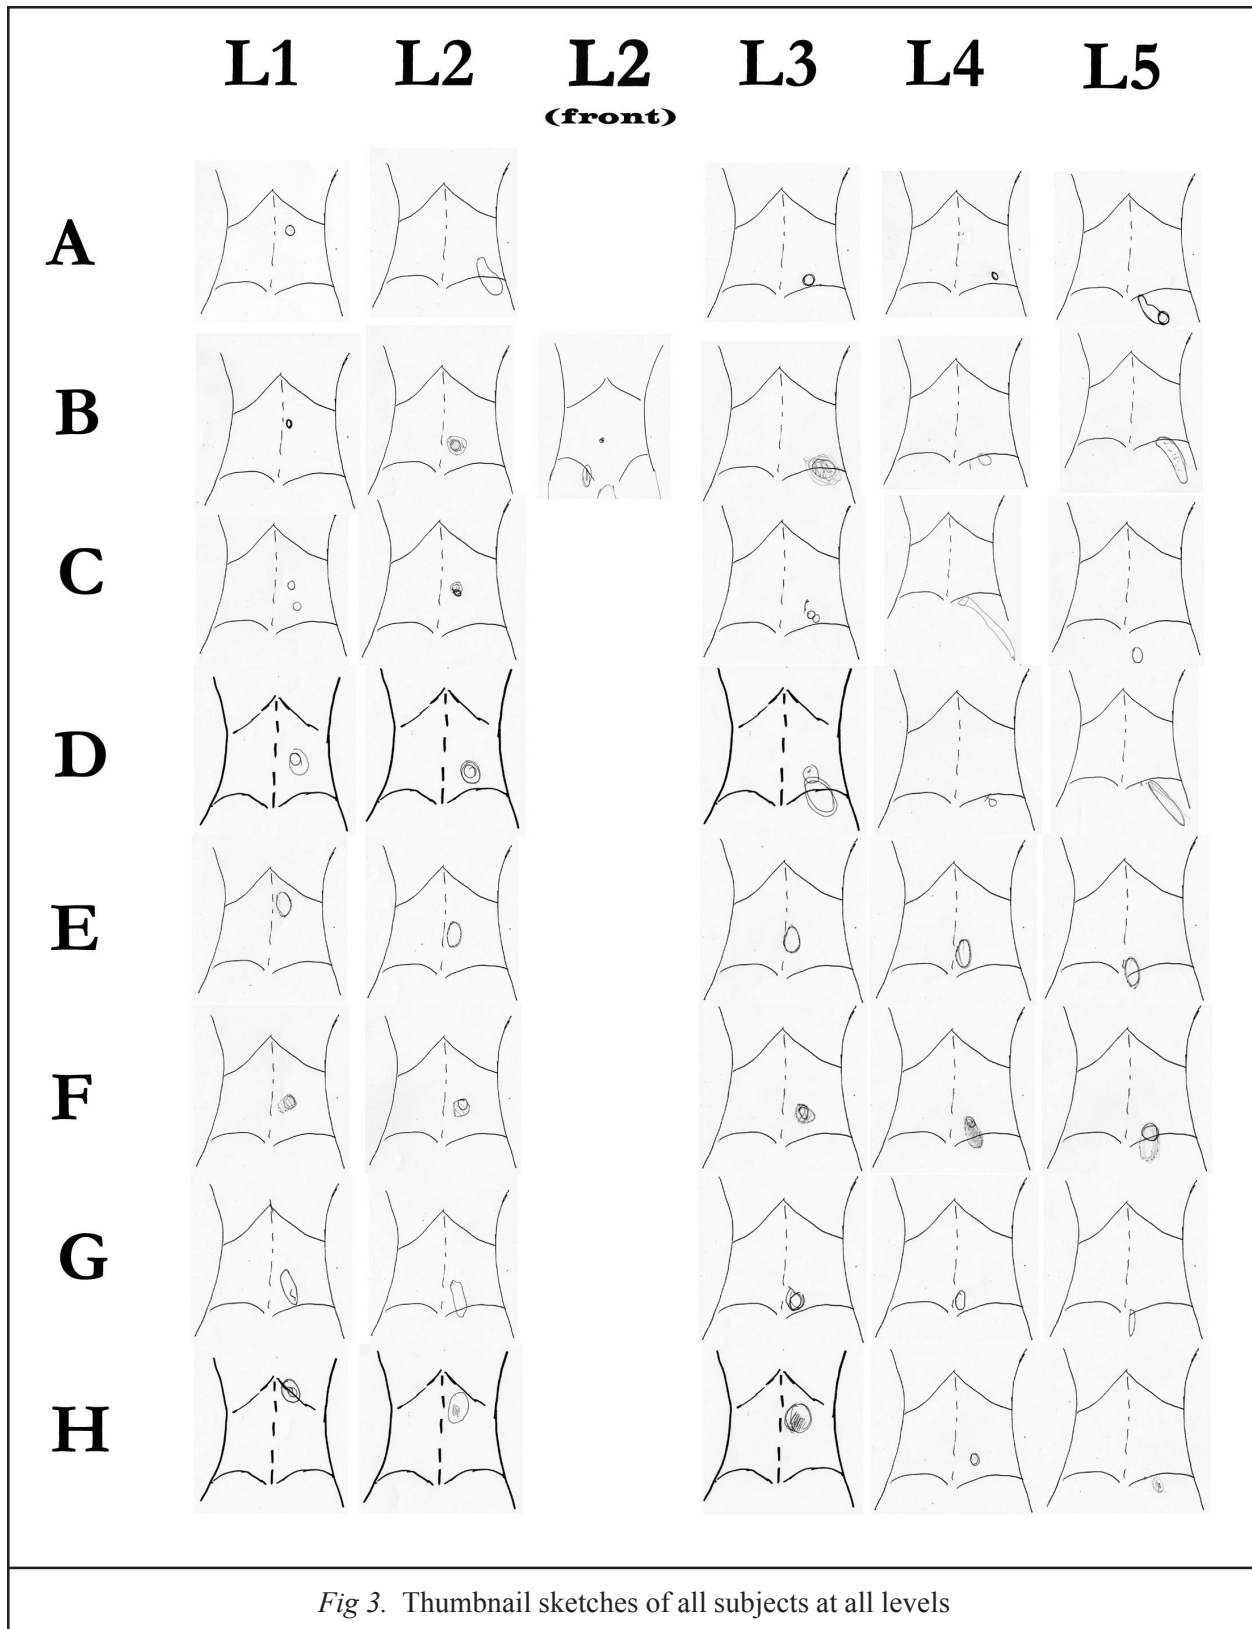 L1 L2 L2 L3 L4 L5
(front)
A
B
C
D
E
F
G
H
Fig 3. Thumbnail sketches of all subjects at all levels